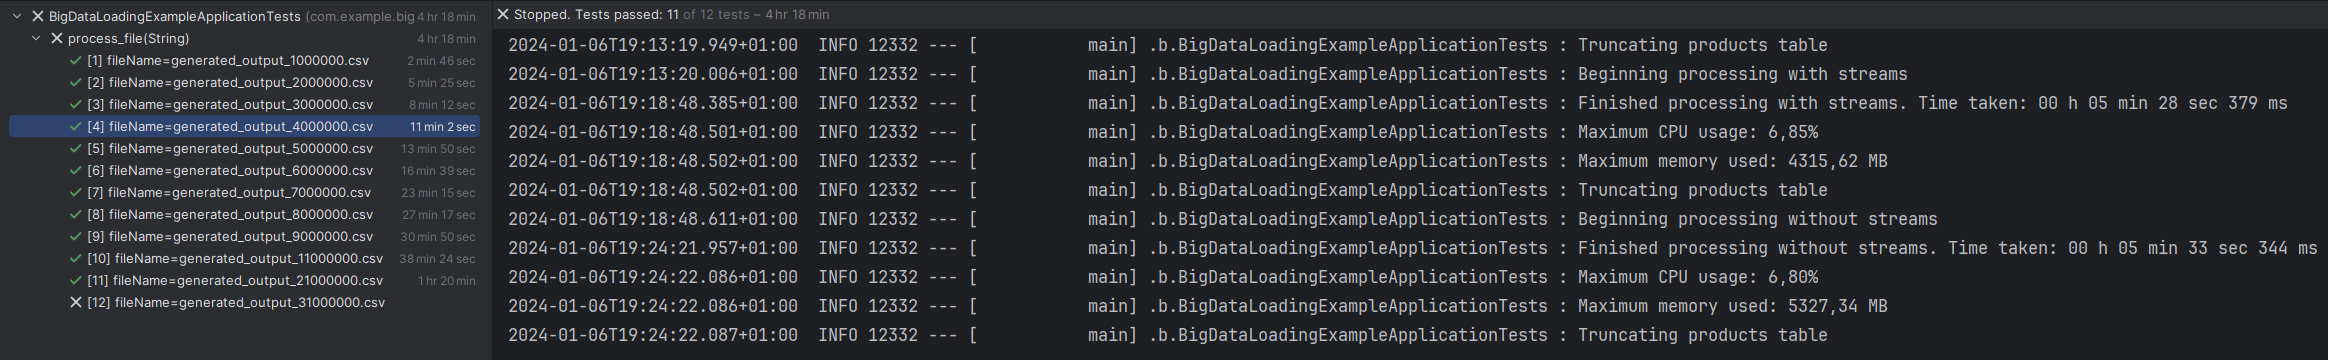 BigDataLoadingExampleApplicationTests (com.example.big 4 hr 18 min
process_file(String) 4 hr 18 min
[1] fileName=generated_output_1000000.csv 2 min 46 sec
[2] fileName=generated_output_2000000.csv 5 min 25 sec
[3] fileName=generated_output_3000000.csv 8 min 12 sec
[4] fileName=generated_output_4000000.csv 11 min 2 sec
[5] fileName=generated_output_5000000.csv 13 min 50 sec
[6] fileName=generated_output_6000000.csv 16 min 39 sec
[7] fileName=generated_output_7000000.csv 23 min 15 sec
[8] fileName=generated_output_8000000.csv 27 min 17 sec
[9] fileName=generated_output_9000000.csv 30 min 50 sec
[10] fileName=generated_output_11000000.csv 38 min 24 sec
[11] fileName=generated_output_21000000.csv 1 hr 20 min
[12] fileName=generated_output_31000000.csv
Stopped. Tests passed: 11 of 12 tests – 4 hr 18 min
2024-01-06T19:13:19.949+01:00  INFO 12332 --- [           main] .b.BigDataLoadingExampleApplicationTests : Truncating products table
2024-01-06T19:13:20.006+01:00  INFO 12332 --- [           main] .b.BigDataLoadingExampleApplicationTests : Beginning processing with streams
2024-01-06T19:18:48.385+01:00  INFO 12332 --- [           main] .b.BigDataLoadingExampleApplicationTests : Finished processing with streams. Time taken: 00 h 05 min 28 sec 379 ms
2024-01-06T19:18:48.501+01:00  INFO 12332 --- [           main] .b.BigDataLoadingExampleApplicationTests : Maximum CPU usage: 6,85%
2024-01-06T19:18:48.502+01:00  INFO 12332 --- [           main] .b.BigDataLoadingExampleApplicationTests : Maximum memory used: 4315,62 MB
2024-01-06T19:18:48.502+01:00  INFO 12332 --- [           main] .b.BigDataLoadingExampleApplicationTests : Truncating products table
2024-01-06T19:18:48.611+01:00  INFO 12332 --- [           main] .b.BigDataLoadingExampleApplicationTests : Beginning processing without streams
2024-01-06T19:24:21.957+01:00  INFO 12332 --- [           main] .b.BigDataLoadingExampleApplicationTests : Finished processing without streams. Time taken: 00 h 05 min 33 sec 344 ms
2024-01-06T19:24:22.086+01:00  INFO 12332 --- [           main] .b.BigDataLoadingExampleApplicationTests : Maximum CPU usage: 6,80%
2024-01-06T19:24:22.086+01:00  INFO 12332 --- [           main] .b.BigDataLoadingExampleApplicationTests : Maximum memory used: 5327,34 MB
2024-01-06T19:24:22.087+01:00  INFO 12332 --- [           main] .b.BigDataLoadingExampleApplicationTests : Truncating products table